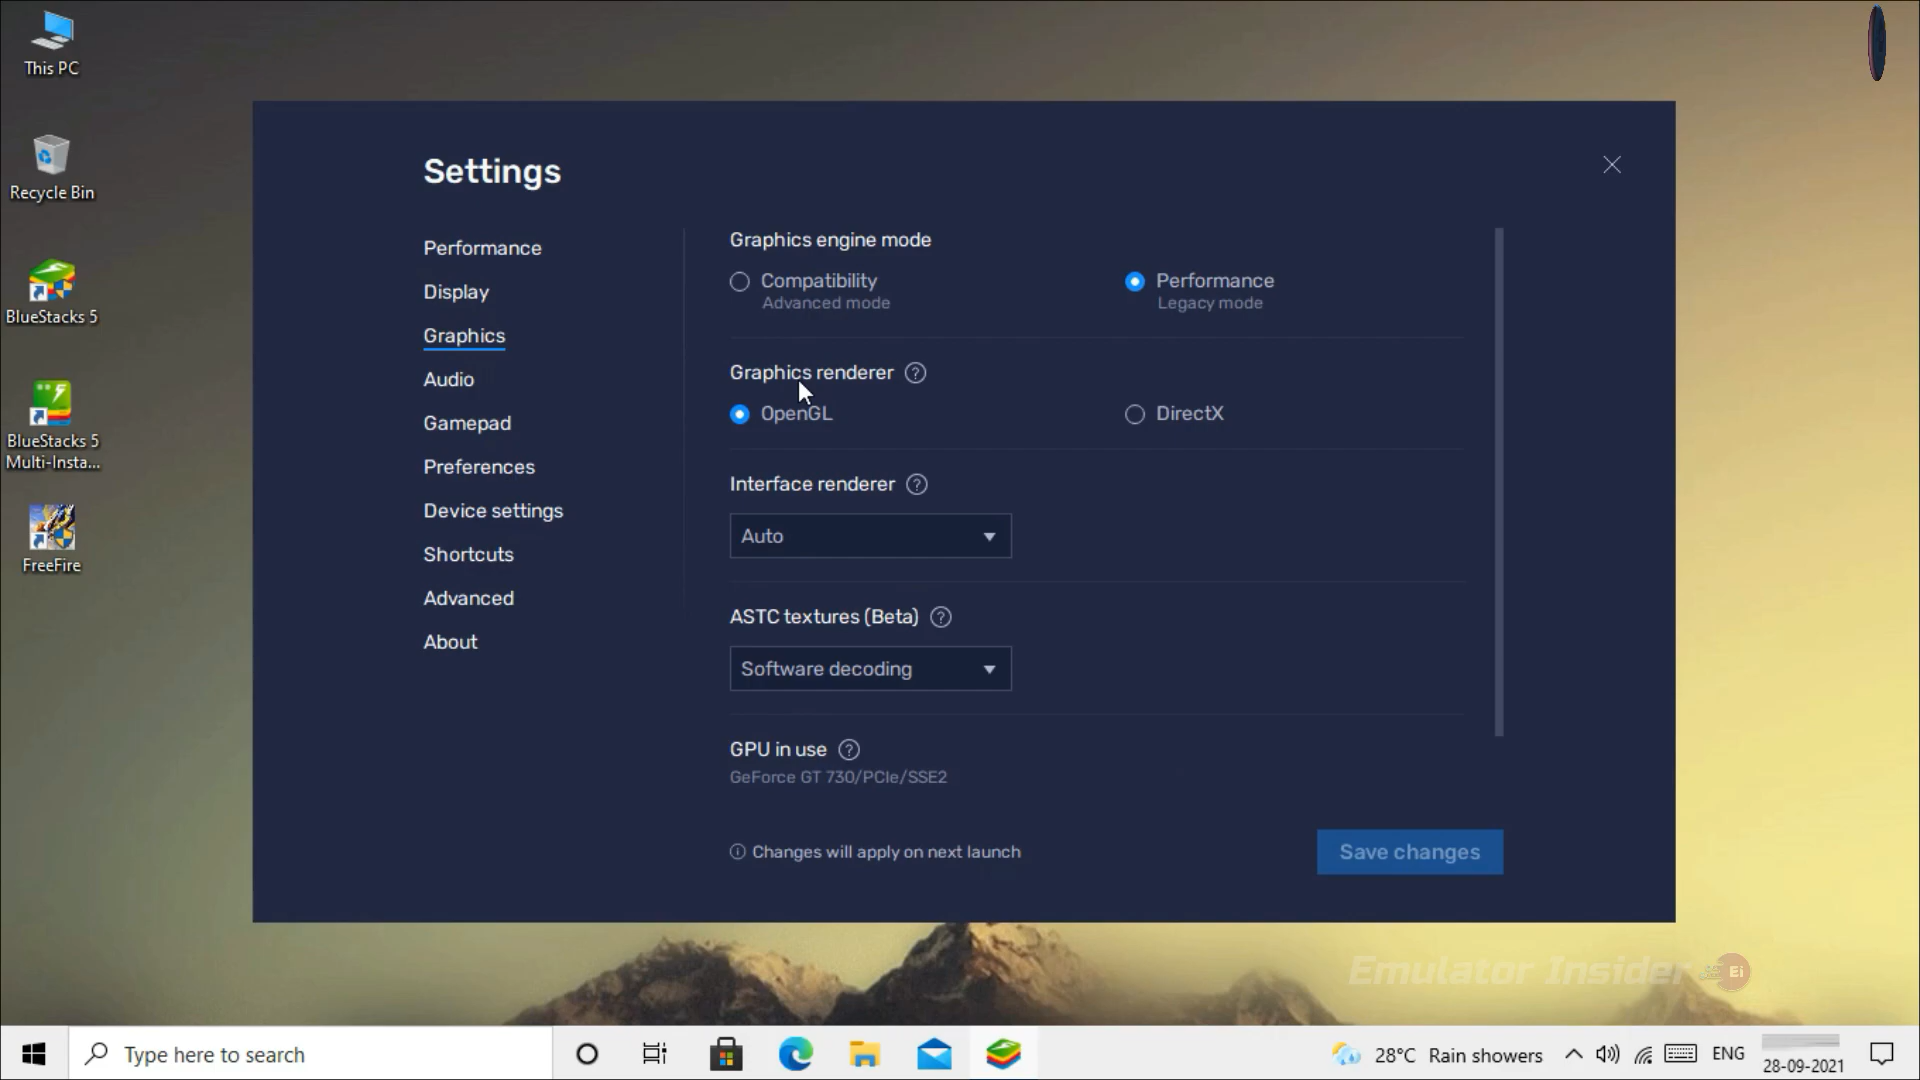 This PC
Recycle Bin
BlueStacks 5
BlueStacks 5
Multi-Insta...
FreeFire
Settings
Performance
Display
Graphics
Audio
Gamepad
Preferences
Device settings
Shortcuts
Advanced
About
Graphics engine mode
Compatibility
Advanced mode
Performance
Legacy mode
Graphics renderer ?
OpenGL
DirectX
Interface renderer ?
Auto
ASTC textures (Beta) ?
Software decoding
GPU in use ?
GeForce GT 730/PCIe/SSE2
Changes will apply on next launch
Save changes
Emulator Insider Ei
Type here to search
28°C Rain showers
ENG
28-09-2021